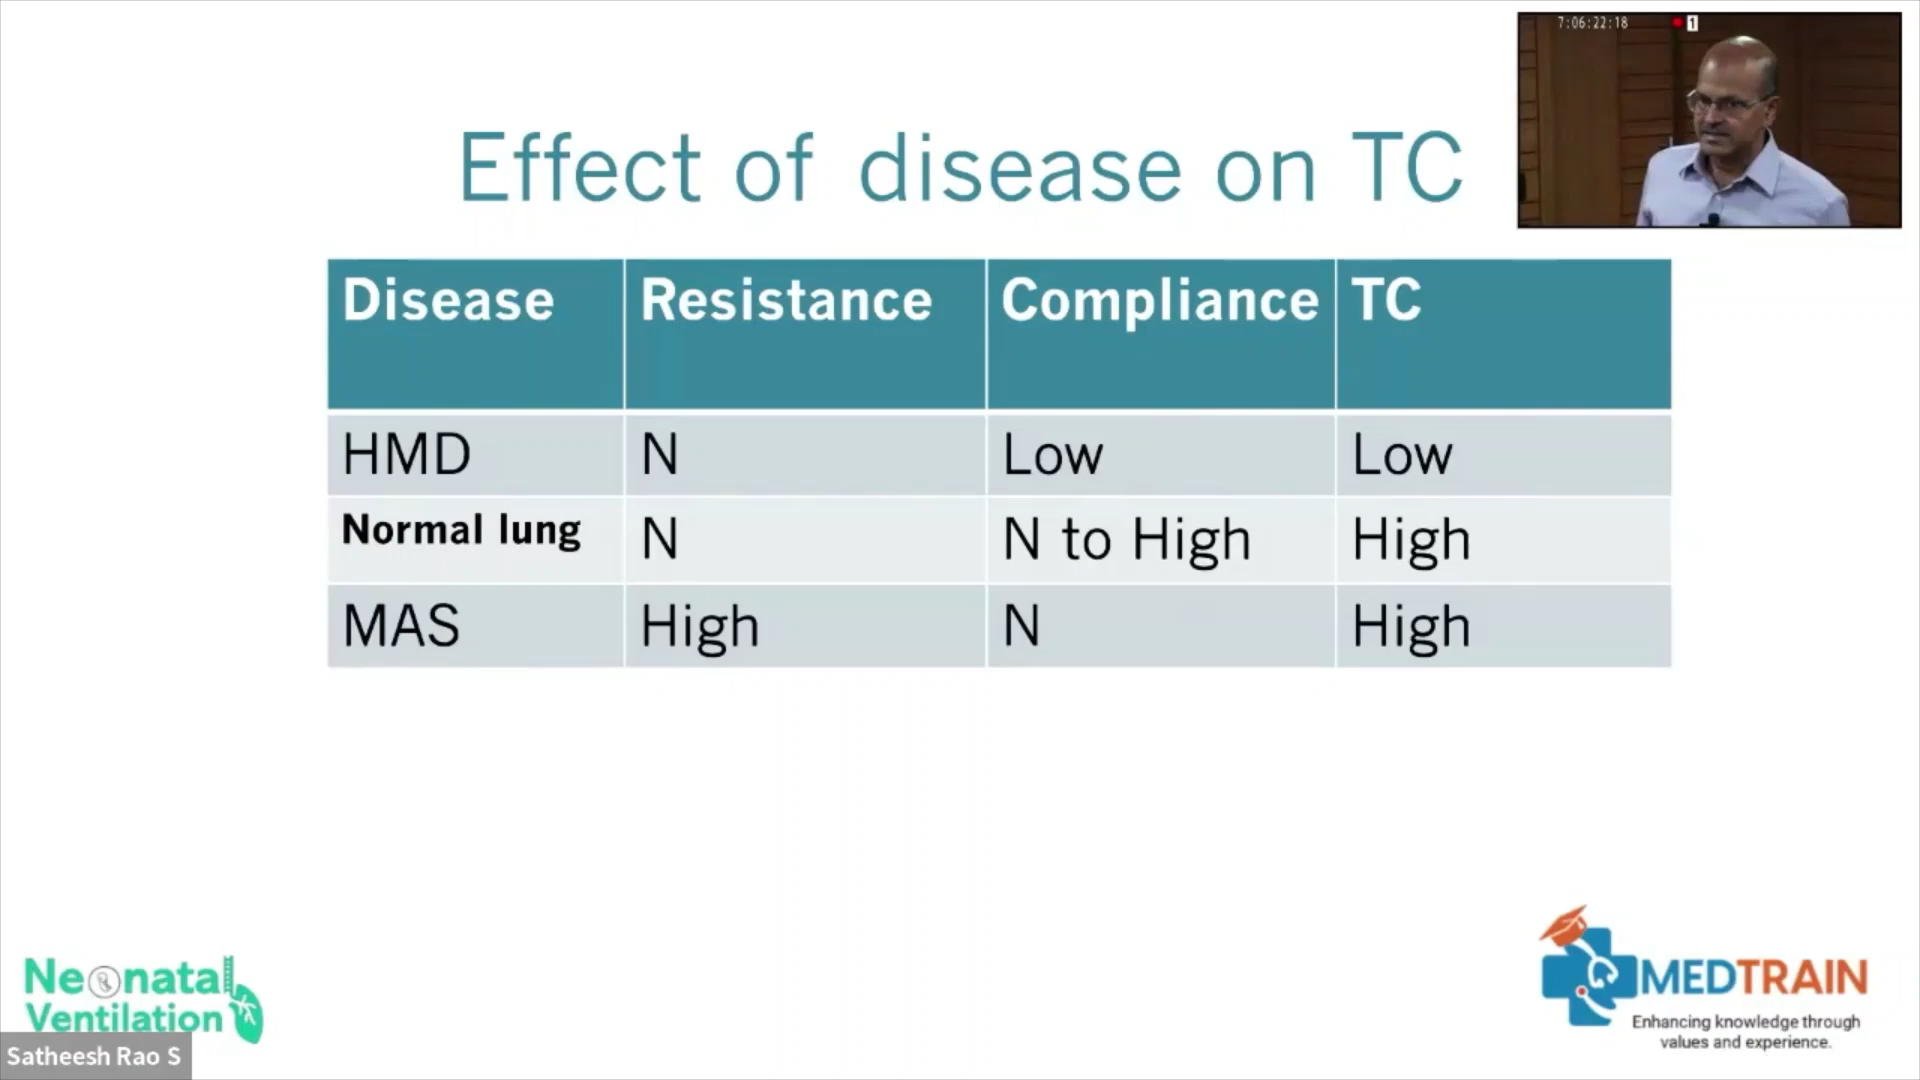 7:06:22:18 1
Effect of disease on TC
Disease Resistance Compliance TC
HMD N Low Low
Normal lung N N to High High
MAS High N High
Neonatal
Ventilation
Satheesh Rao S
MEDTRAIN
Enhancing knowledge through
values and experience.